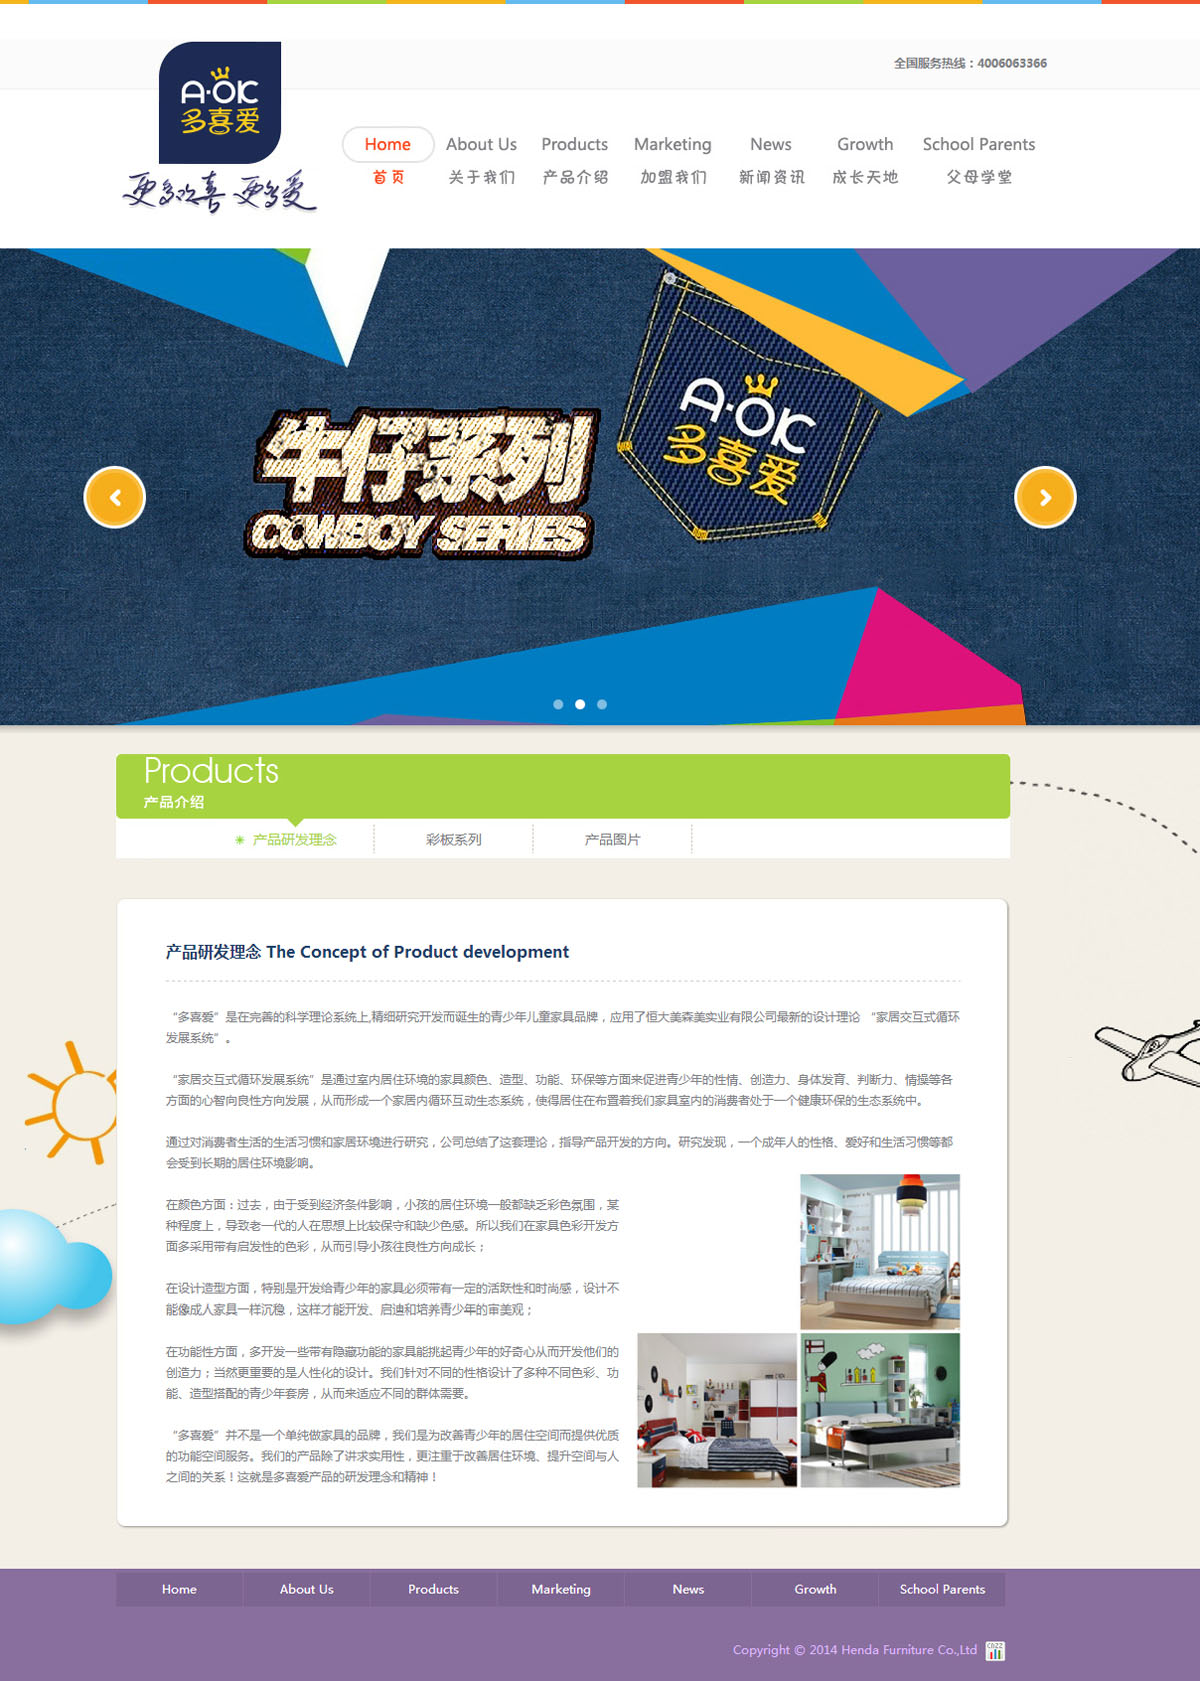 全国服务热线：4006063366
A·OK
多喜爱
更多欢喜 更多爱
Home About Us Products Marketing News Growth School Parents
首页 关于我们 产品介绍 加盟我们 新闻资讯 成长天地 父母学堂
A·OK
多喜爱
牛仔系列
COWBOY SERIES
Products
产品介绍
产品研发理念 彩板系列 产品图片
产品研发理念 The Concept of Product development
“多喜爱”是在完善的科学理论系统上,精细研究开发而诞生的青少年儿童家具品牌，应用了恒大美森美实业有限公司最新的设计理论 “家居交互式循环
发展系统”。
“家居交互式循环发展系统”是通过室内居住环境的家具颜色、造型、功能、环保等方面来促进青少年的性情、创造力、身体发育、判断力、情操等各
方面的心智向良性方向发展，从而形成一个家居内循环互动生态系统，使得居住在布置着我们家具室内的消费者处于一个健康环保的生态系统中。
通过对消费者生活的生活习惯和家居环境进行研究，公司总结了这套理论，指导产品开发的方向。研究发现，一个成年人的性格、爱好和生活习惯等都
会受到长期的居住环境影响。
在颜色方面：过去，由于受到经济条件影响，小孩的居住环境一般都缺乏彩色氛围，某
种程度上，导致老一代的人在思想上比较保守和缺少色感。所以我们在家具色彩开发方
面多采用带有启发性的色彩，从而引导小孩往良性方向成长；
在设计造型方面，特别是开发给青少年的家具必须带有一定的活跃性和时尚感，设计不
能像成人家具一样沉稳，这样才能开发、启迪和培养青少年的审美观；
在功能性方面，多开发一些带有隐藏功能的家具能挑起青少年的好奇心从而开发他们的
创造力；当然更重要的是人性化的设计。我们针对不同的性格设计了多种不同色彩、功
能、造型搭配的青少年套房，从而来适应不同的群体需要。
“多喜爱”并不是一个单纯做家具的品牌，我们是为改善青少年的居住空间而提供优质
的功能空间服务。我们的产品除了讲求实用性，更注重于改善居住环境、提升空间与人
之间的关系！这就是多喜爱产品的研发理念和精神！
Home About Us Products Marketing News Growth School Parents
Copyright © 2014 Henda Furniture Co.,Ltd